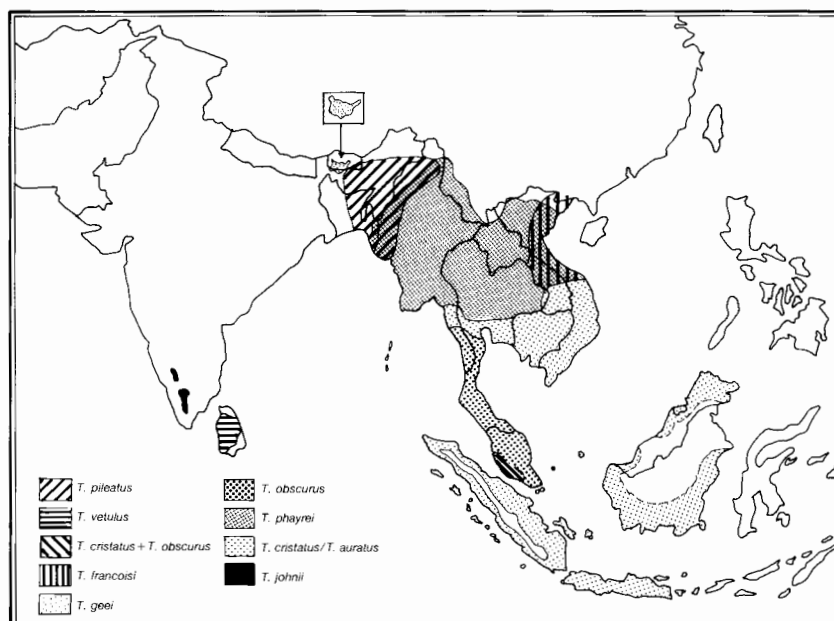 T. pileatus
T. vetulus
T. cristatus + T. obscurus
T. francoisi
T. geei
T. obscurus
T. phayrei
T. cristatus/T. auratus
T. johnii